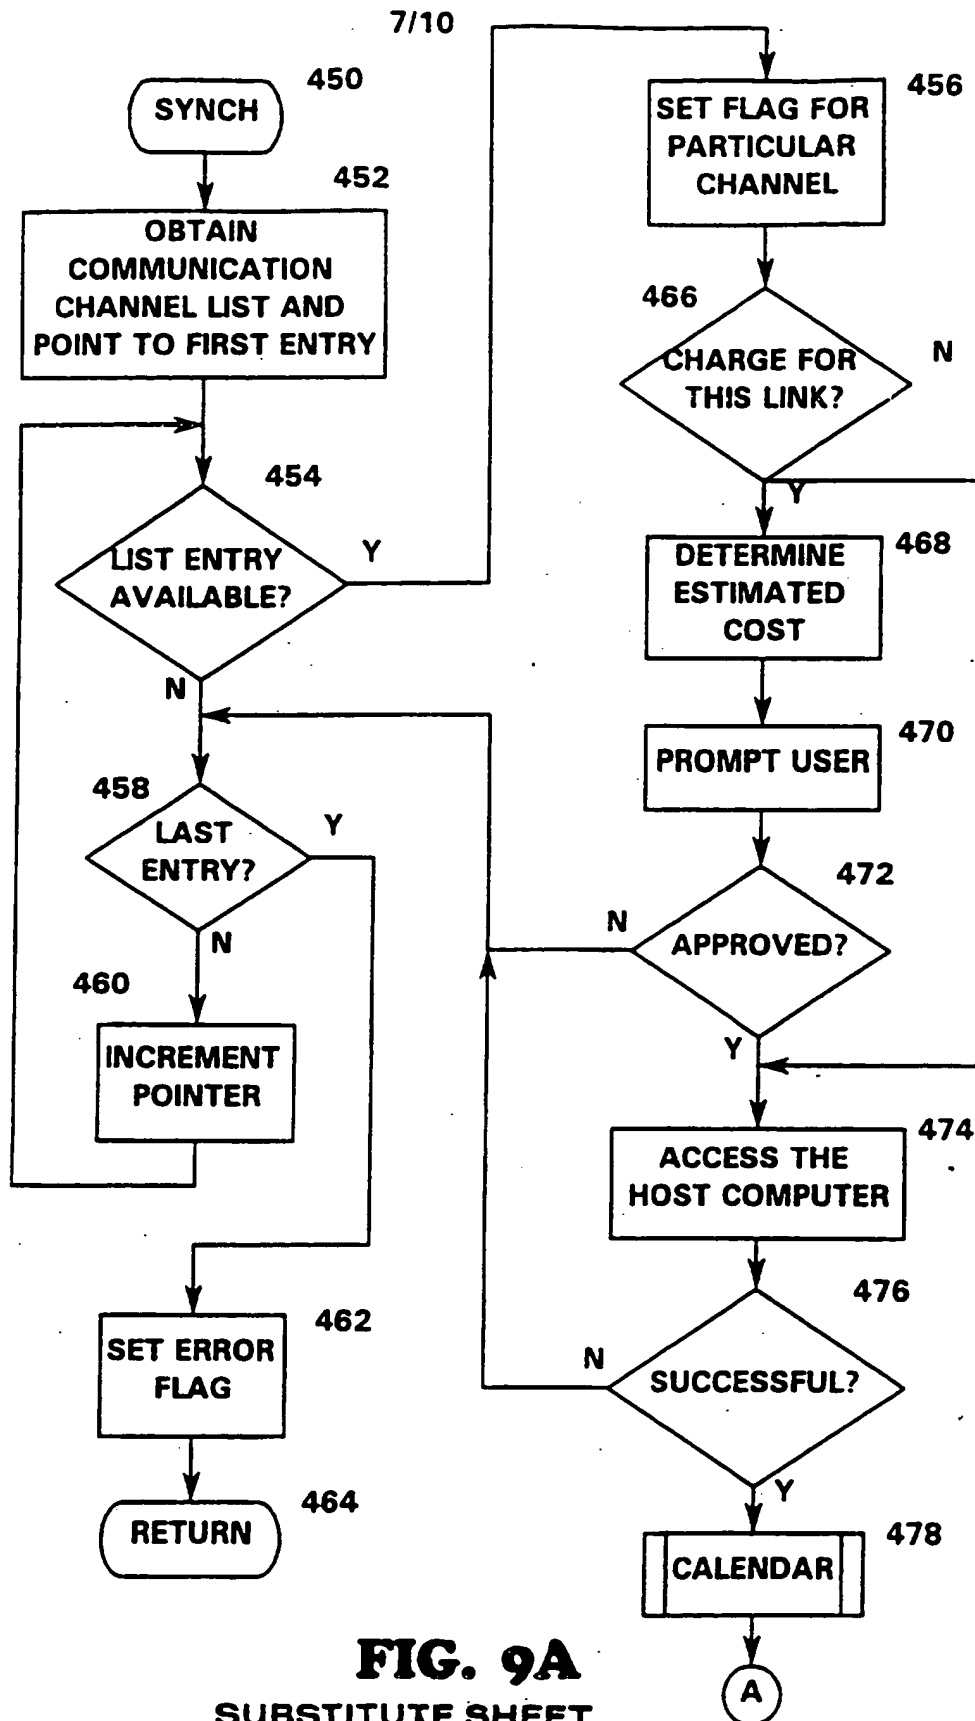 7/10
450
SYNCH
452
OBTAIN
COMMUNICATION
CHANNEL LIST AND
POINT TO FIRST ENTRY
454
LIST ENTRY
AVAILABLE?
Y
N
458
LAST
ENTRY?
Y
N
460
INCREMENT
POINTER
462
SET ERROR
FLAG
464
RETURN
456
SET FLAG FOR
PARTICULAR
CHANNEL
466
CHARGE FOR
THIS LINK?
N
Y
468
DETERMINE
ESTIMATED
COST
470
PROMPT USER
472
APPROVED?
N
Y
474
ACCESS THE
HOST COMPUTER
476
SUCCESSFUL?
N
Y
478
CALENDAR
A
FIG. 9A
SUBSTITUTE SHEET